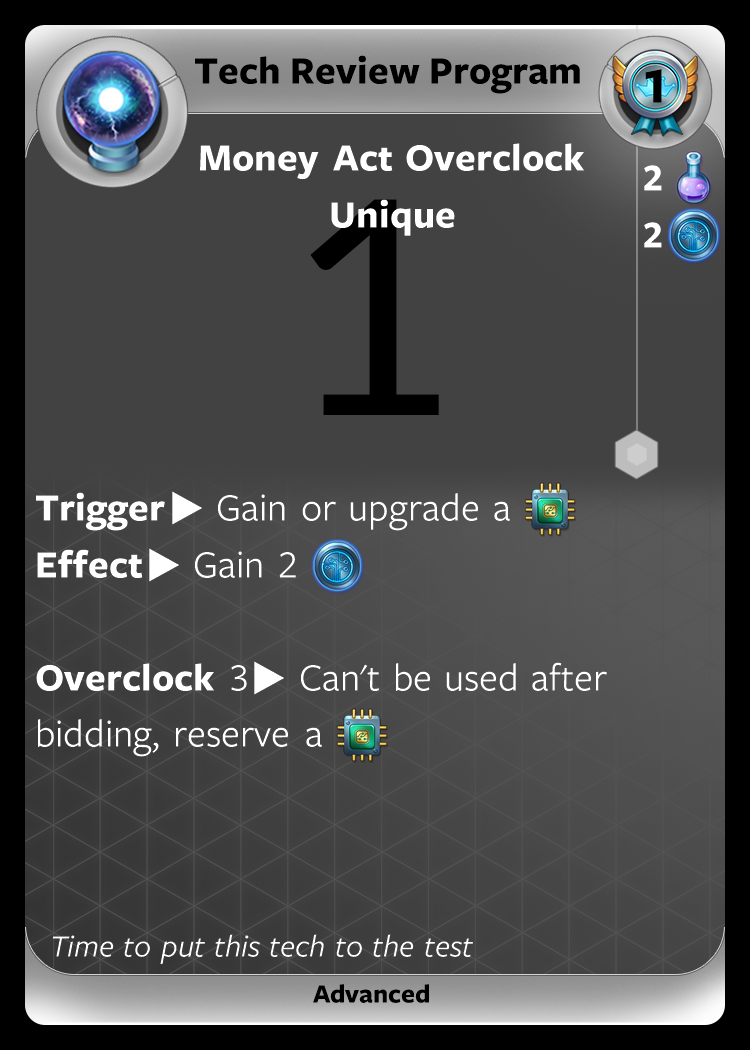 Tech Review Program
1
Money Act Overclock
Unique
2
2
1
Trigger▶ Gain or upgrade a
Effect▶ Gain 2
Overclock 3▶ Can't be used after
bidding, reserve a
Time to put this tech to the test
Advanced